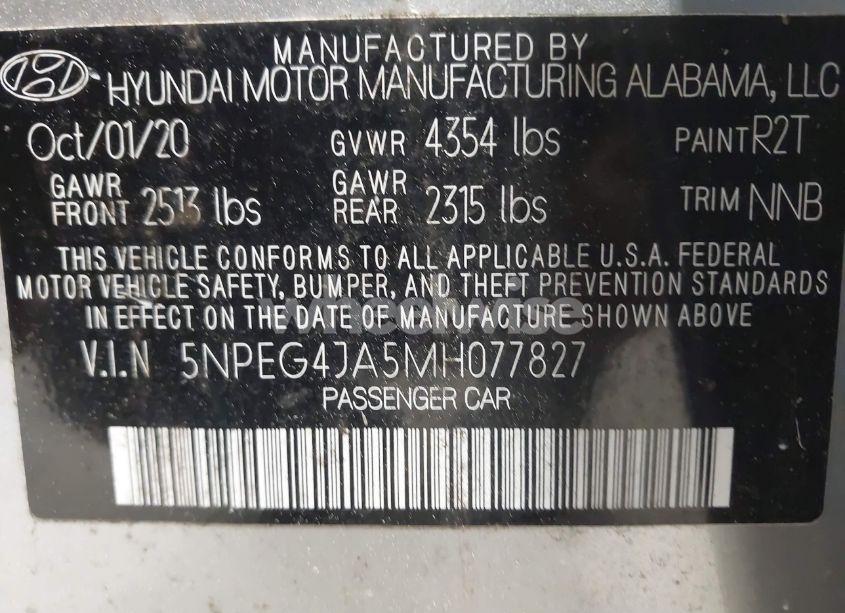 MANUFACTURED BY
HYUNDAI MOTOR MANUFACTURING ALABAMA, LLC
Oct/01/20 GVWR 4354 lbs PAINT R2T
GAWR FRONT 2513 lbs GAWR REAR 2315 lbs TRIM NNB
THIS VEHICLE CONFORMS TO ALL APPLICABLE U.S.A. FEDERAL
MOTOR VEHICLE SAFETY, BUMPER, AND THEFT PREVENTION STANDARDS
IN EFFECT ON THE DATE OF MANUFACTURE SHOWN ABOVE
V.I.N 5NPEG4JA5MH077827
PASSENGER CAR